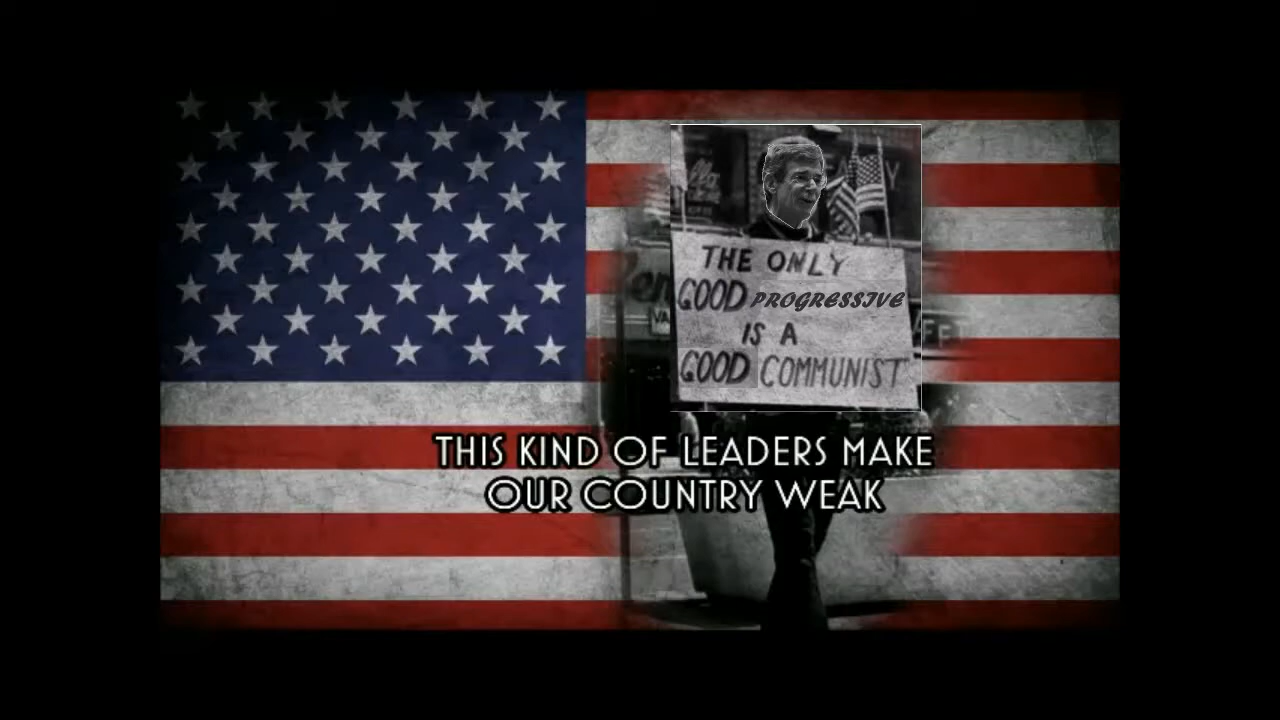 THE ONLY
GOOD PROGRESSIVE
IS A
GOOD COMMUNIST
THIS KIND OF LEADERS MAKE
OUR COUNTRY WEAK